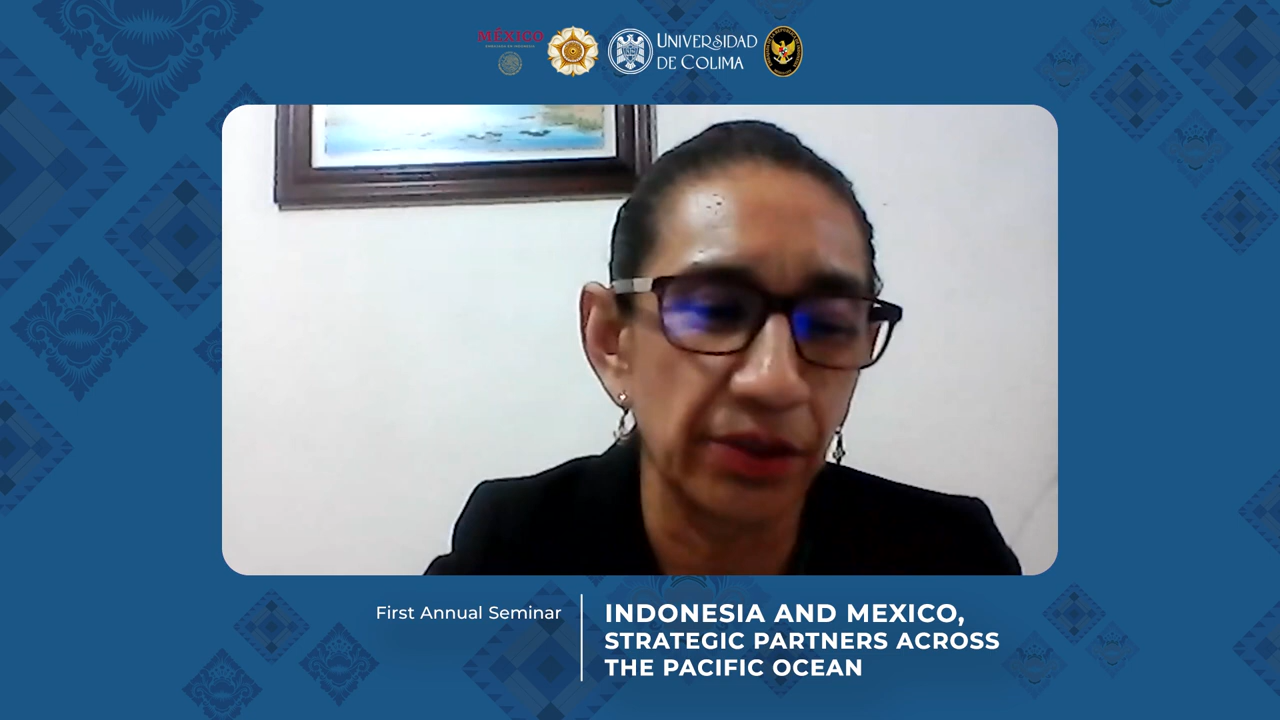 MÉXICO
UNIVERSIDAD
DE COLIMA
First Annual Seminar
INDONESIA AND MEXICO,
STRATEGIC PARTNERS ACROSS
THE PACIFIC OCEAN